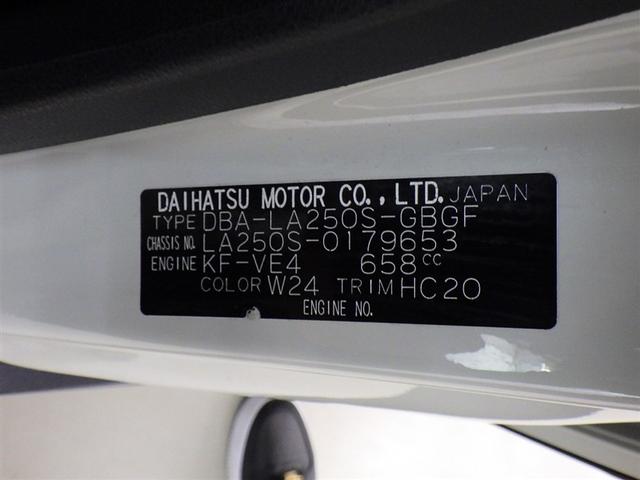 DAIHATSU MOTOR CO., LTD. JAPAN
TYPE DBA-LA250S-GBGF
CHASSIS NO. LA250S-0179653
ENGINE KF-VE4 658cc
COLOR W24 TRIM HC20
ENGINE NO.